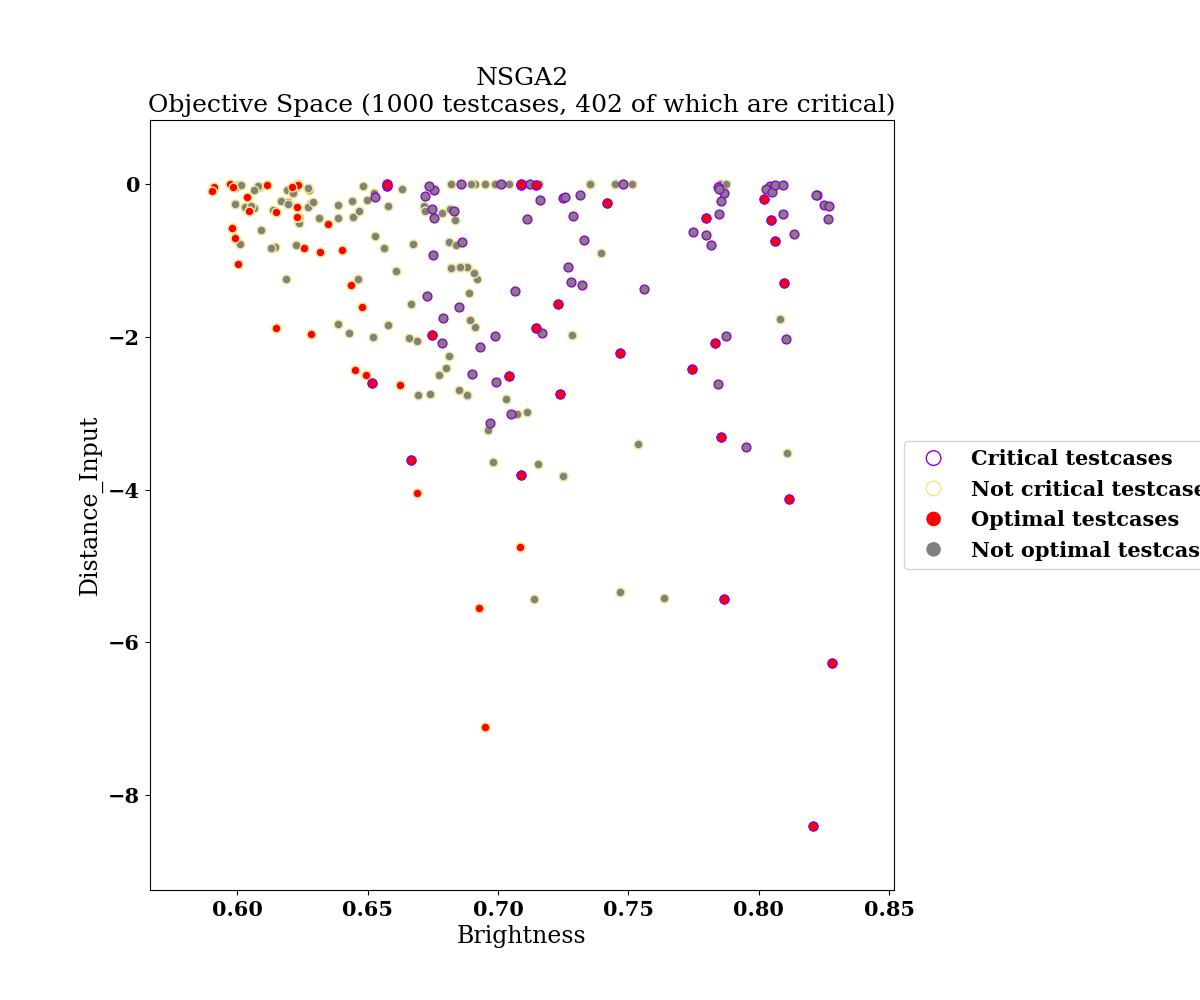 NSGA2
Objective Space (1000 testcases, 402 of which are critical)
0
−2
−4
−6
−8
Distance_Input
0.60 0.65 0.70 0.75 0.80 0.85
Brightness
Critical testcases
Not critical testcase
Optimal testcases
Not optimal testcas